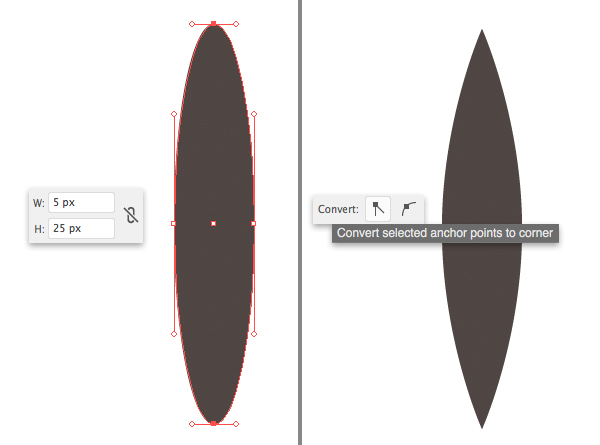 W: 5 px
H: 25 px
Convert:
Convert selected anchor points to corner